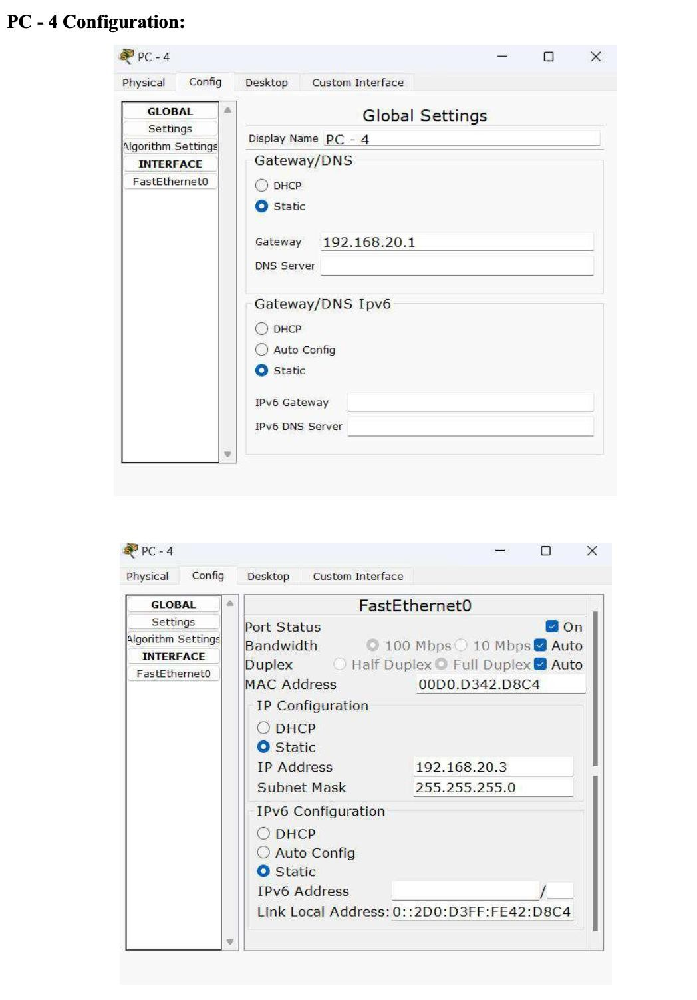 PC - 4 Configuration:
PC - 4
Physical Config Desktop Custom Interface
GLOBAL
Settings
Algorithm Settings
INTERFACE
FastEthernet0
Global Settings
Display Name PC - 4
Gateway/DNS
DHCP
Static
Gateway 192.168.20.1
DNS Server
Gateway/DNS Ipv6
DHCP
Auto Config
Static
IPv6 Gateway
IPv6 DNS Server
PC - 4
Physical Config Desktop Custom Interface
GLOBAL
Settings
Algorithm Settings
INTERFACE
FastEthernet0
FastEthernet0
Port Status On
Bandwidth 100 Mbps 10 Mbps Auto
Duplex Half Duplex Full Duplex Auto
MAC Address 00D0.D342.D8C4
IP Configuration
DHCP
Static
IP Address 192.168.20.3
Subnet Mask 255.255.255.0
IPv6 Configuration
DHCP
Auto Config
Static
IPv6 Address /
Link Local Address: 0::2D0:D3FF:FE42:D8C4